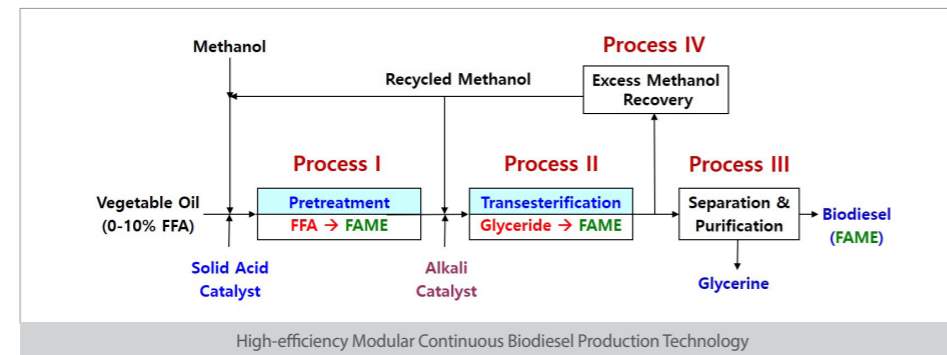 Process IV
Methanol
Recycled Methanol
Excess Methanol
Recovery
Process I
Process II
Process III
Vegetable Oil
(0-10% FFA)
Pretreatment
FFA → FAME
Transesterification
Glyceride → FAME
Separation &
Purification
Biodiesel
(FAME)
Solid Acid
Catalyst
Alkali
Catalyst
Glycerine
High-efficiency Modular Continuous Biodiesel Production Technology